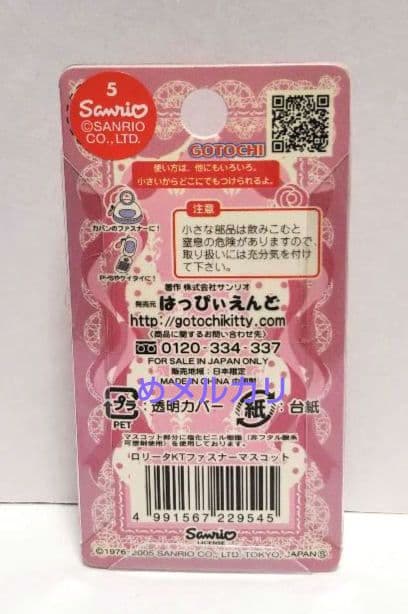 5
Sanrio
©SANRIO
CO., LTD.
GOTOCHI
使い方は、他にもいろいろ。
小さいからどこにでもつけられるよ。
カバンのファスナーに!
注意
小さな部品は飲みこむと
窒息の危険がありますので、
取り扱いには充分気を付け
て下さい。
PHSやケイタイに!
著作 株式会社サンリオ
発売元 はっぴぃえんど
http://gotochikitty.com
(商品に関するお問い合わせ先)
0120-334-337
FOR SALE IN JAPAN ONLY
販売地域:日本限定
MADE IN CHINA
めメルカリ
プラ
PET
:透明カバー
紙
:台紙
マスコット部分に塩化ビニル樹脂(非フタル酸系
可塑剤使用)を使用しております。
ロリータKTファスナーマスコット
4 991567 229545
Sanrio
LICENSE
©1976, 2005 SANRIO CO., LTD. TOKYO, JAPAN Ⓢ